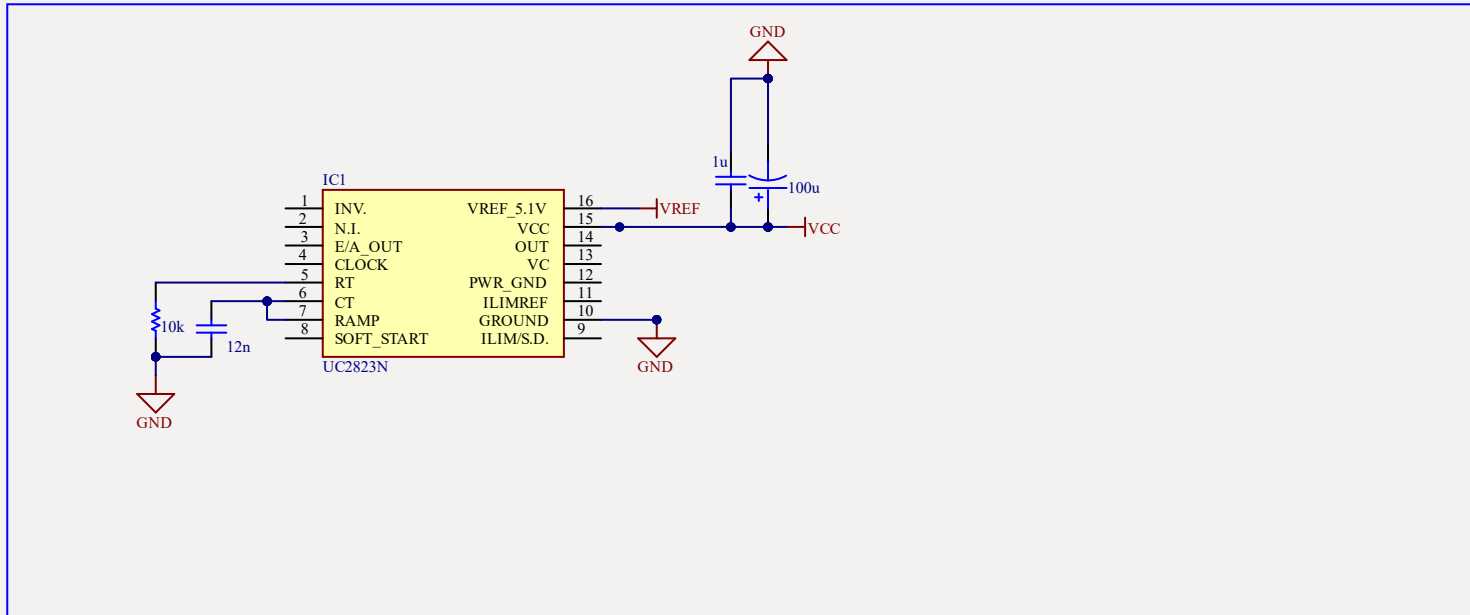 GND
1u
100u
IC1
1 INV. VREF_5.1V 16 VREF
2 N.I. VCC 15 VCC
3 E/A_OUT OUT 14
4 CLOCK VC 13
5 RT PWR_GND 12
6 CT ILIMREF 11
7 RAMP GROUND 10
8 SOFT_START ILIM/S.D. 9
10k
12n
UC2823N
GND
GND